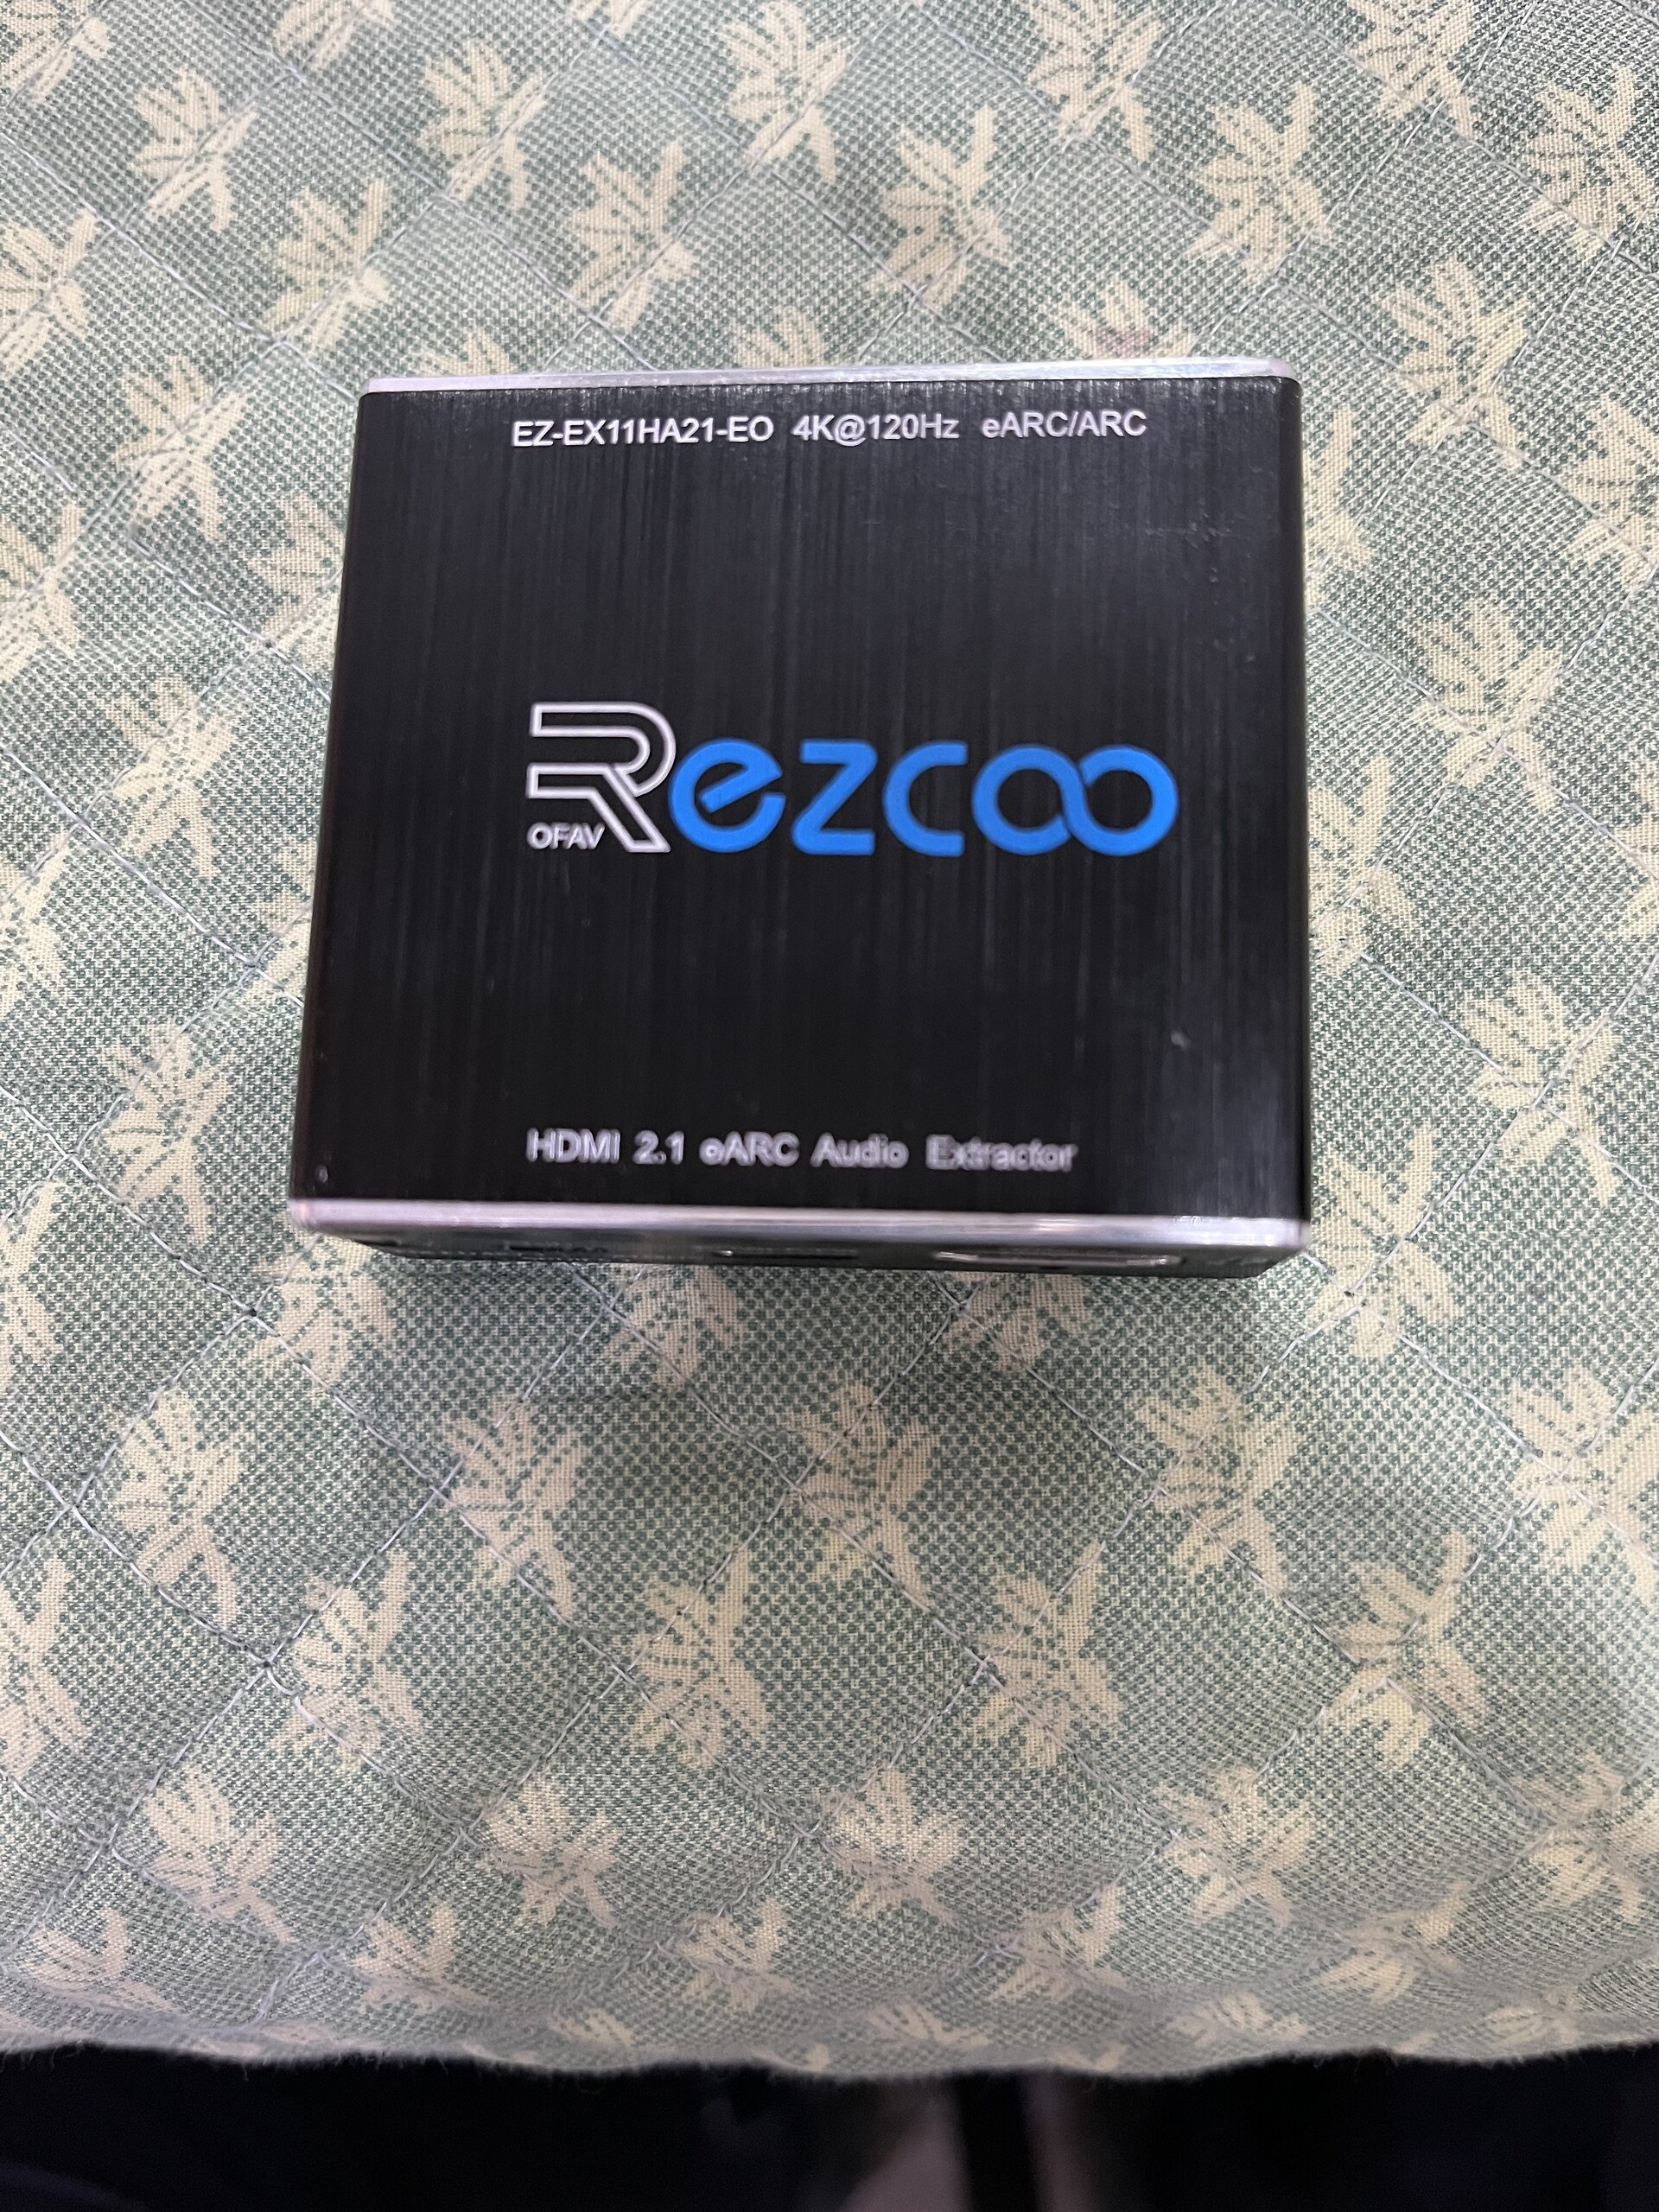 EZ-EX11HA21-EO 4K@120Hz eARC/ARC
Rezcoo
OFAV
HDMI 2.1 eARC Audio Extractor